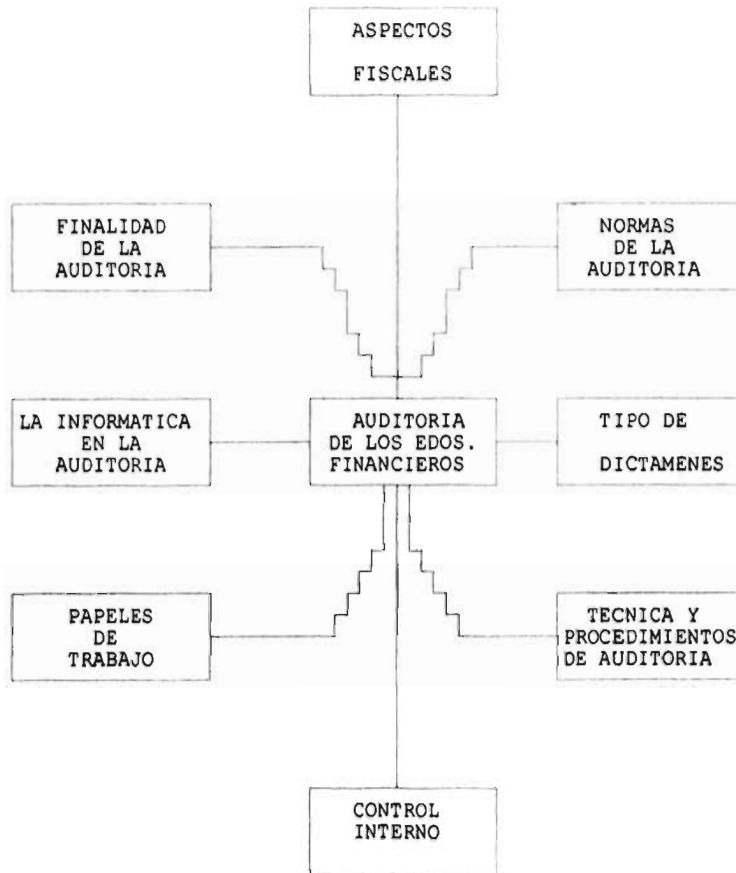 ASPECTOS
FISCALES
FINALIDAD
DE LA
AUDITORIA
NORMAS
DE LA
AUDITORIA
LA INFORMATICA
EN LA
AUDITORIA
AUDITORIA
DE LOS EDOS.
FINANCIEROS
TIPO DE
DICTAMENES
PAPELES
DE
TRABAJO
TECNICA Y
PROCEDIMIENTOS
DE AUDITORIA
CONTROL
INTERNO